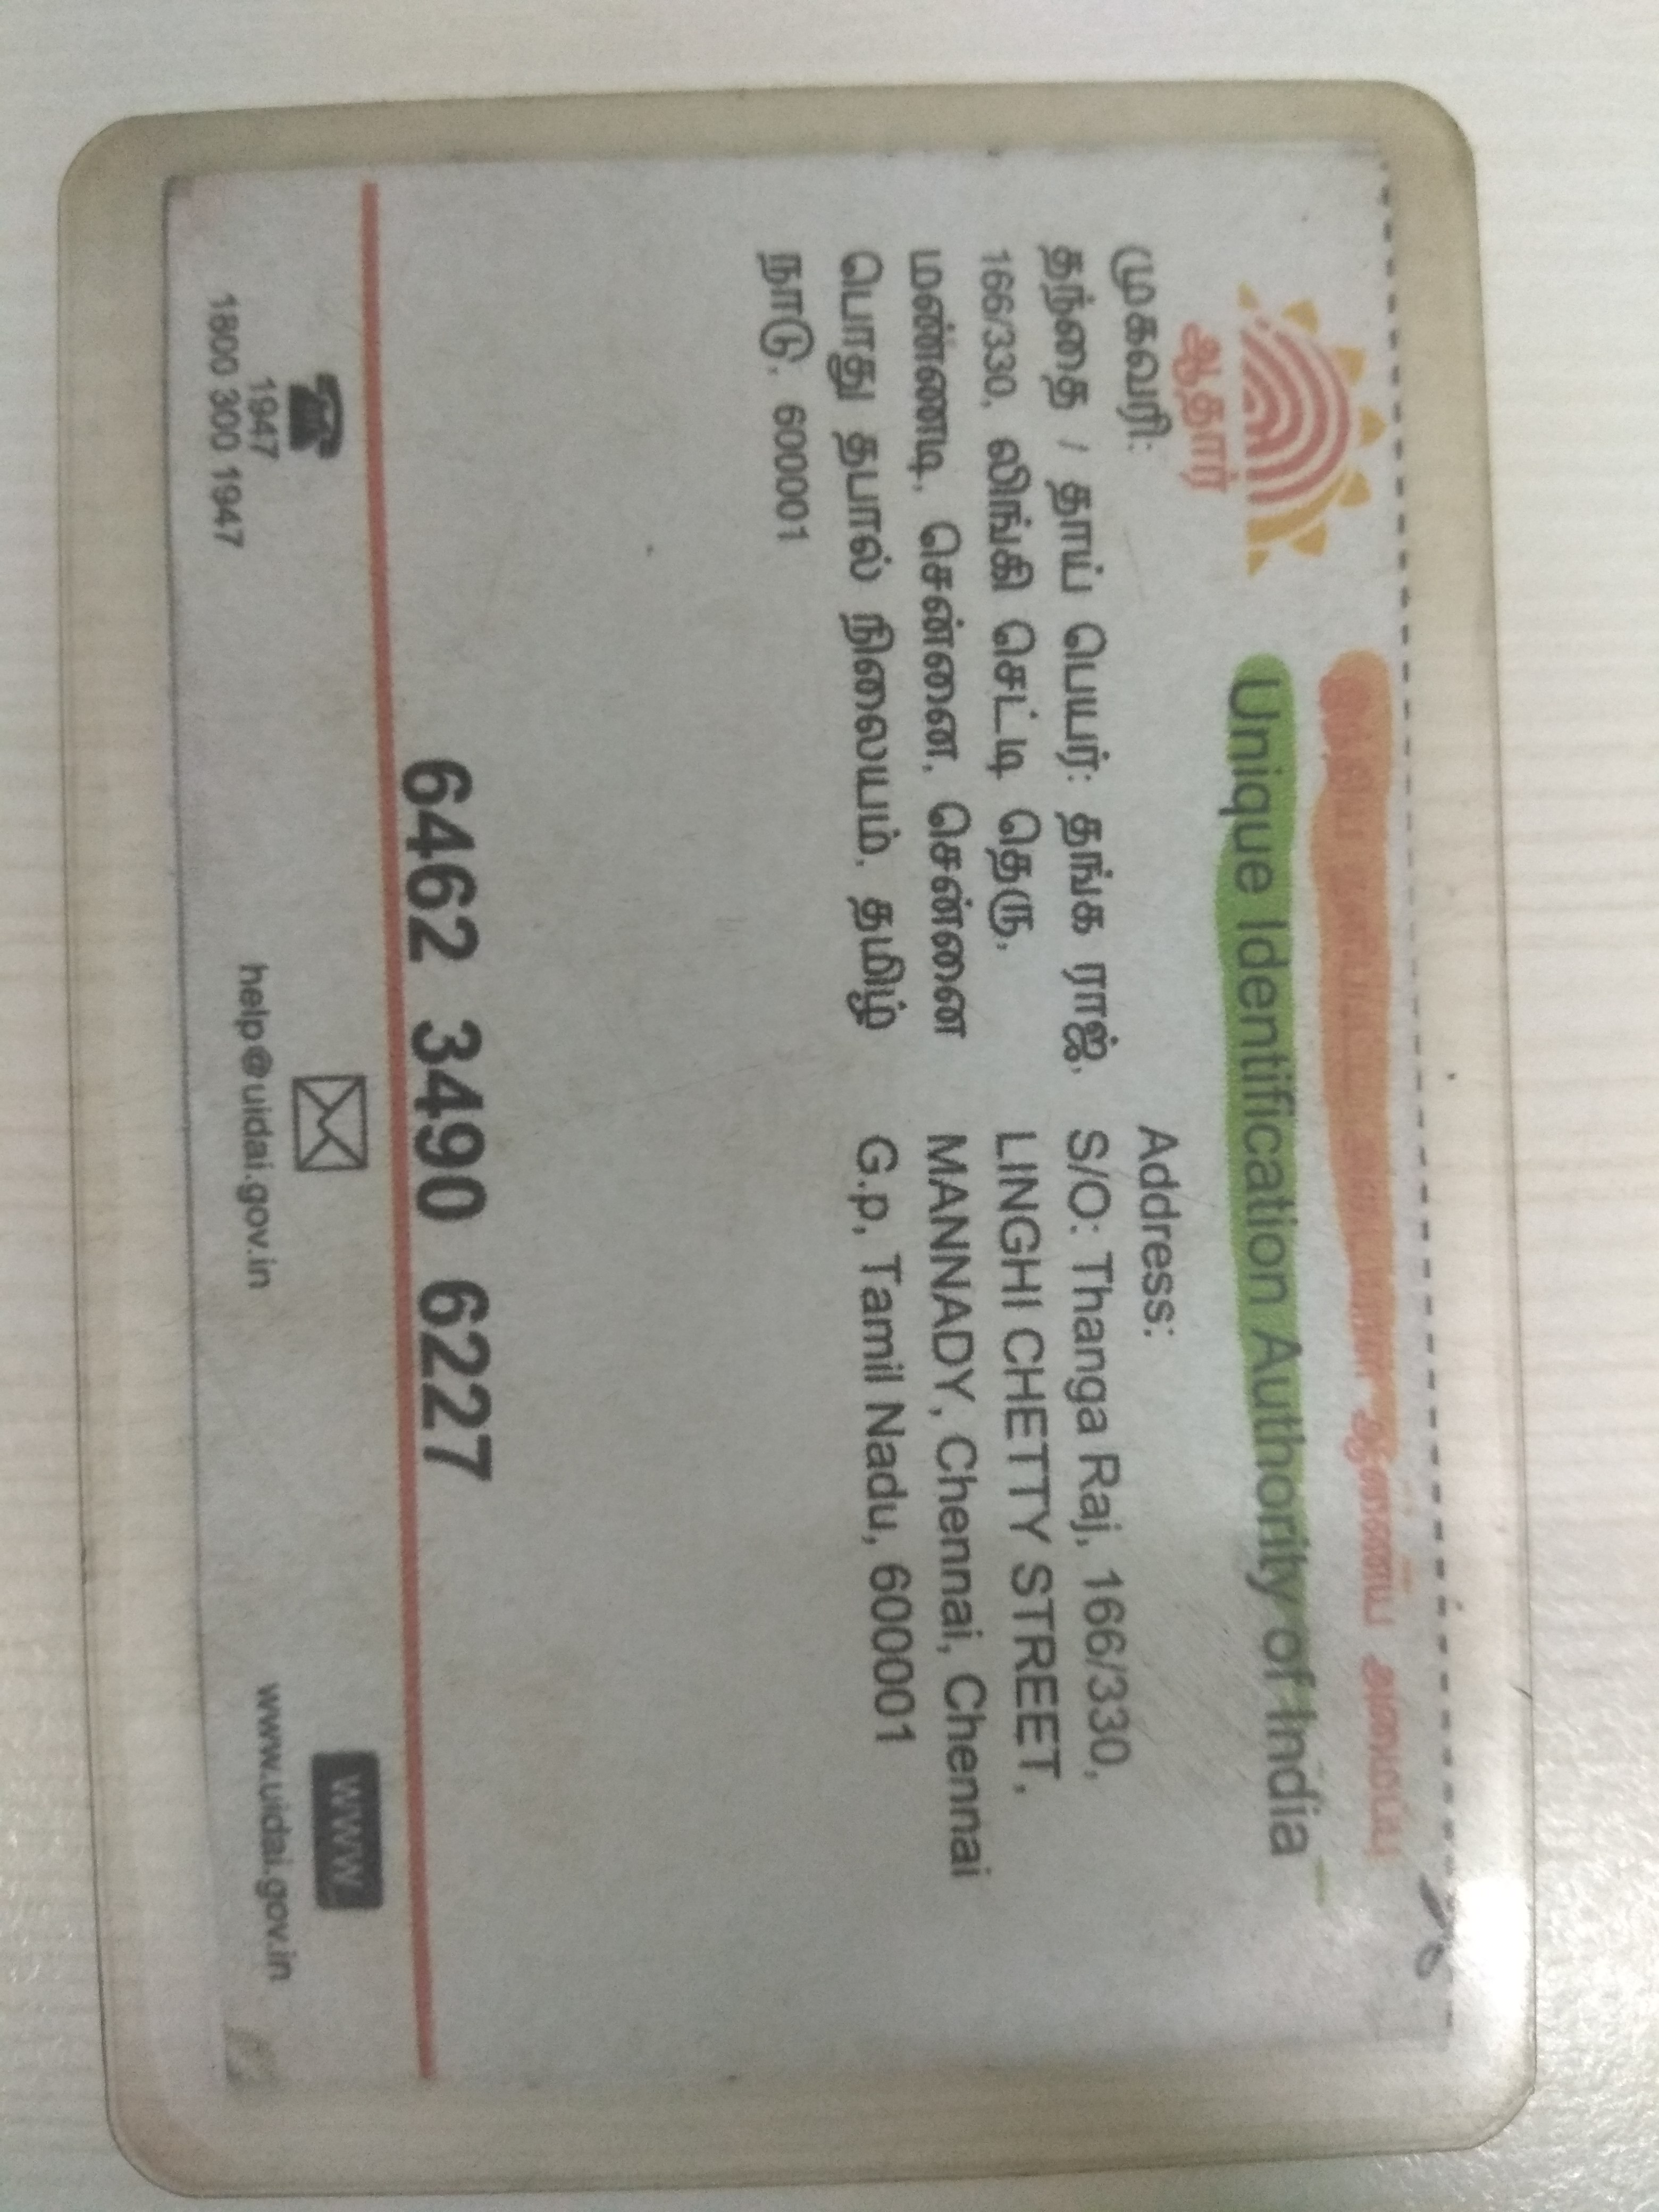 ஆதார்
Unique Identification Authority of India
முகவரி:
தந்தை / தாய் பெயர்: தங்க ராஜ்,
166/330, லிங்கி செட்டி தெரு,
மண்ணடி, சென்னை, சென்னை
பொது தபால் நிலையம், தமிழ்
நாடு, 600001
Address:
S/O: Thanga Raj, 166/330,
LINGHI CHETTY STREET,
MANNADY, Chennai, Chennai
G.p, Tamil Nadu, 600001
6462 3490 6227
1947
1800 300 1947
help@uidai.gov.in
WWW
www.uidai.gov.in